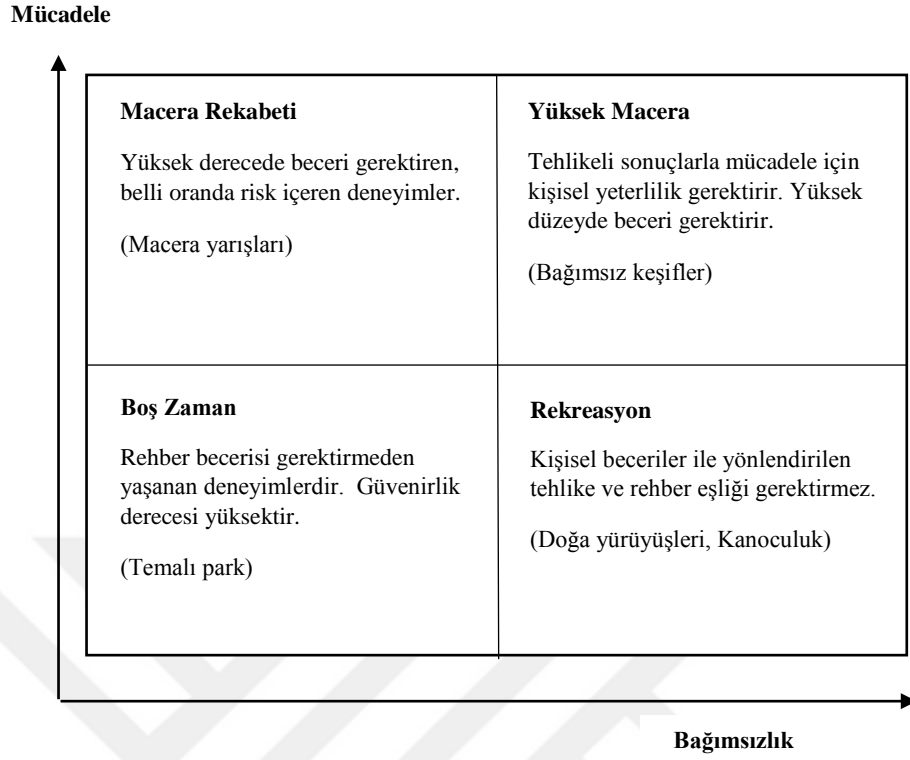 Mücadele
Macera Rekabeti
Yüksek derecede beceri gerektiren,
belli oranda risk içeren deneyimler.
(Macera yarışları)
Yüksek Macera
Tehlikeli sonuçlarla mücadele için
kişisel yeterlilik gerektirir. Yüksek
düzeyde beceri gerektirir.
(Bağımsız keşifler)
Boş Zaman
Rehber becerisi gerektirmeden
yaşanan deneyimlerdir. Güvenirlik
derecesi yüksektir.
(Temalı park)
Rekreasyon
Kişisel beceriler ile yönlendirilen
tehlike ve rehber eşliği gerektirmez.
(Doğa yürüyüşleri, Kanoculuk)
Bağımsızlık